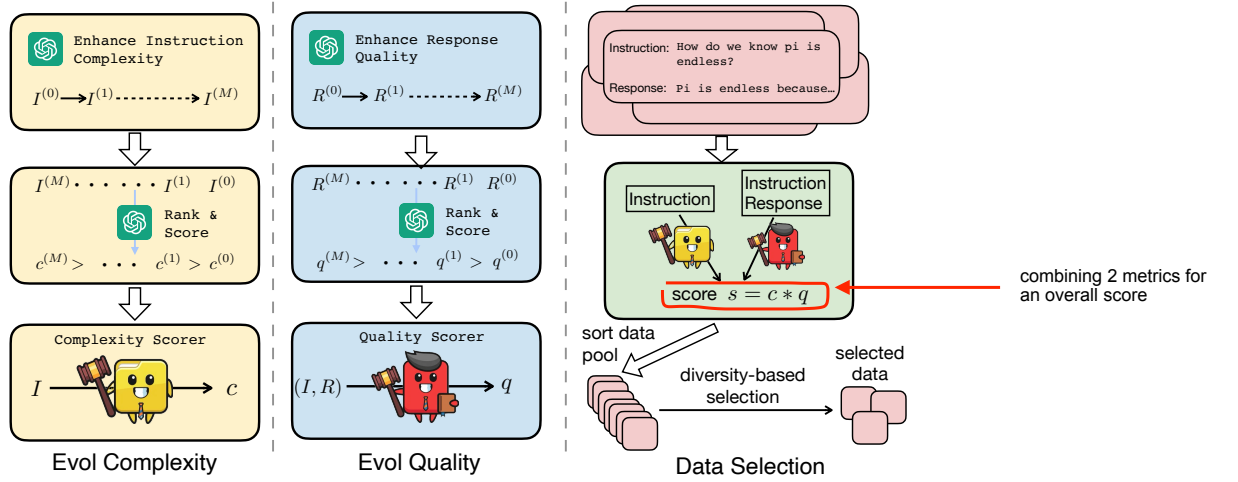 Enhance Instruction
Complexity
I^{(0)} → I^{(1)} ⇢ I^{(M)}
I^{(M)} · · · · · · I^{(1)} I^{(0)}
Rank &
Score
c^{(M)} > · · · c^{(1)} > c^{(0)}
Complexity Scorer
I → c
Evol Complexity
Enhance Response
Quality
R^{(0)} → R^{(1)} ⇢ R^{(M)}
R^{(M)} · · · · · · R^{(1)} R^{(0)}
Rank &
Score
q^{(M)} > · · · q^{(1)} > q^{(0)}
Quality Scorer
(I, R) → q
Evol Quality
Instruction: How do we know pi is
endless?
Response: Pi is endless because…
Instruction
Instruction
Response
score s = c * q
sort data
pool
diversity-based
selection
selected
data
Data Selection
combining 2 metrics for
an overall score